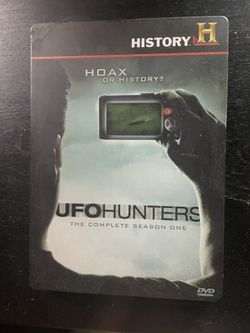 HISTORY H
HOAX
OR HISTORY?
UFOHUNTERS
THE COMPLETE SEASON ONE
DVD